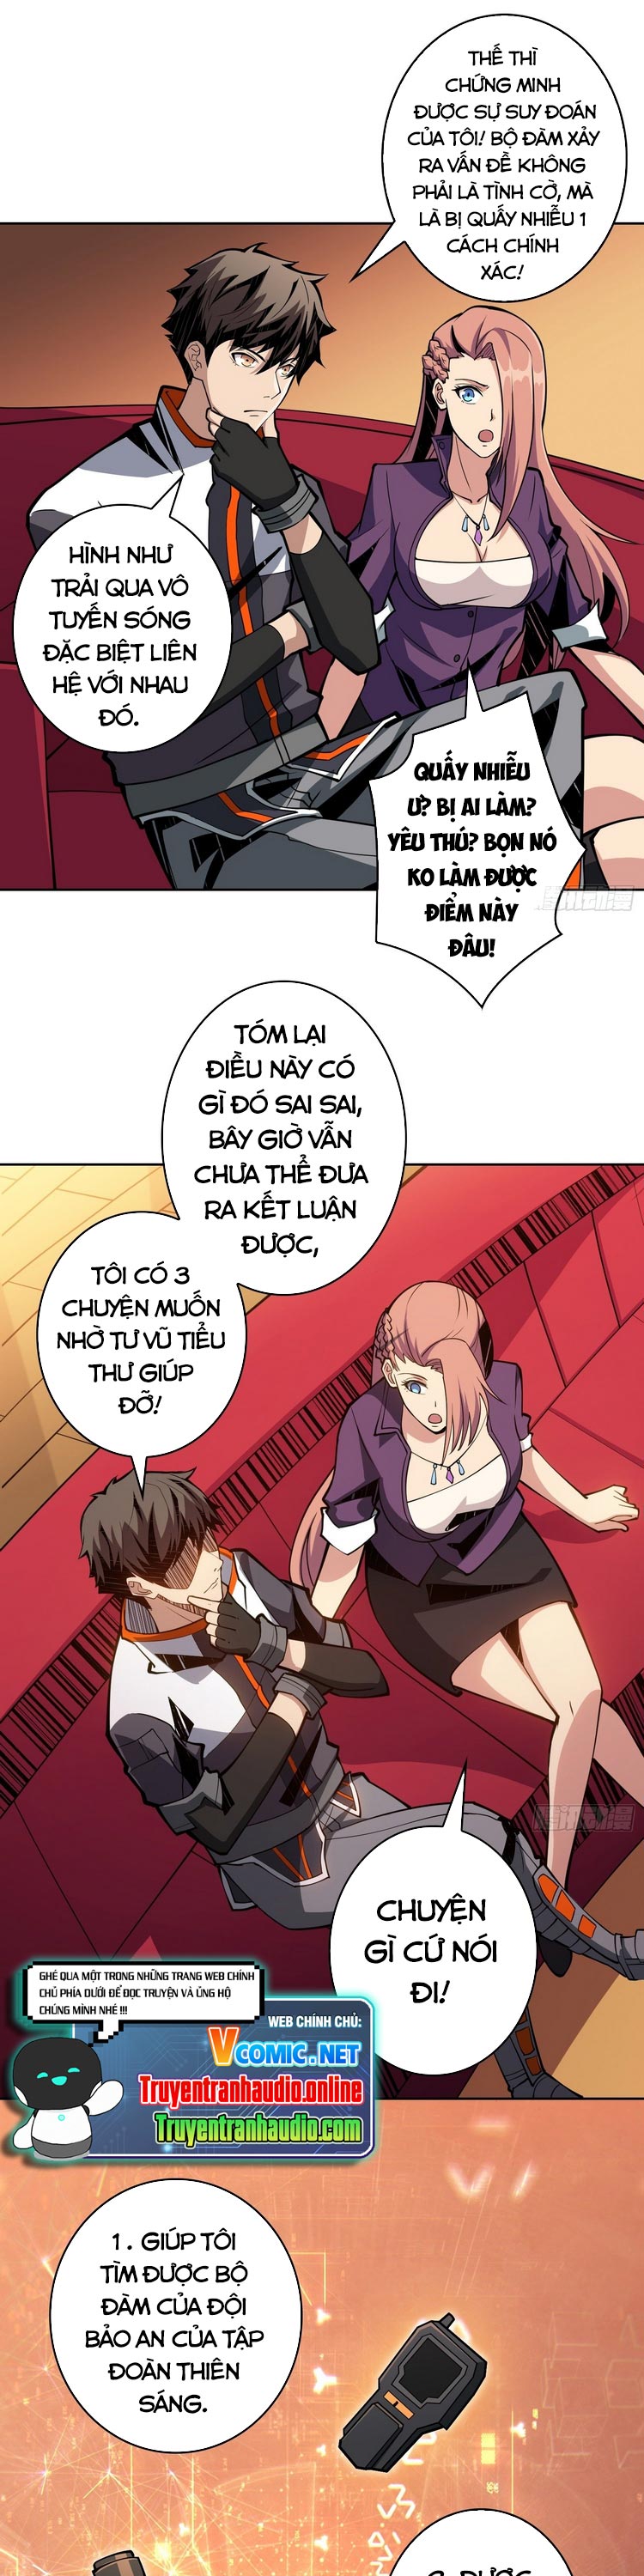 THẾ THÌ
CHỨNG MINH
ĐƯỢC SỰ SUY ĐOÁN
CỦA TÔI! BỘ ĐÀM XẢY
RA VẤN ĐỀ KHÔNG
PHẢI LÀ TÌNH CỜ, MÀ
LÀ BỊ QUẤY NHIỄU 1
CÁCH CHÍNH
XÁC!
HÌNH NHƯ
TRẢI QUA VÔ
TUYẾN SÓNG
ĐẶC BIỆT LIÊN
HỆ VỚI NHAU
ĐÓ.
QUẤY NHIỄU
Ư? BỊ AI LÀM?
YÊU THÚ? BỌN NÓ
KO LÀM ĐƯỢC
ĐIỂM NÀY
ĐÂU!
TÓM LẠI
ĐIỀU NÀY CÓ
GÌ ĐÓ SAI SAI,
BÂY GIỜ VẪN
CHƯA THỂ ĐƯA
RA KẾT LUẬN
ĐƯỢC,
TÔI CÓ 3
CHUYỆN MUỐN
NHỜ TƯ VŨ TIỂU
THƯ GIÚP
ĐỠ!
CHUYỆN
GÌ CỨ NÓI
ĐI!
GHÉ QUA MỘT TRONG NHỮNG TRANG WEB CHÍNH
CHỦ PHÍA DƯỚI ĐỂ ĐỌC TRUYỆN VÀ ỦNG HỘ
CHÚNG MÌNH NHÉ !!!
WEB CHÍNH CHỦ:
VCOMIC.NET
Truyentranhaudio.online
Truyentranhaudio.com
1. GIÚP TÔI
TÌM ĐƯỢC BỘ
ĐÀM CỦA ĐỘI
BẢO AN CỦA TẬP
ĐOÀN THIÊN
SÁNG.